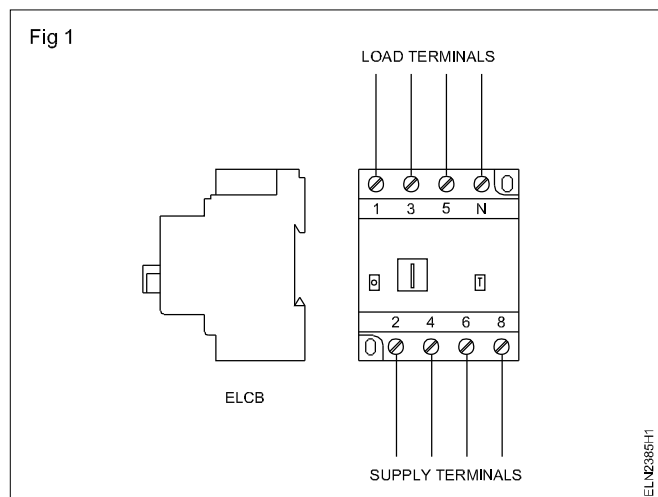 Fig 1
LOAD TERMINALS
1 3 5 N
T
2 4 6 8
ELCB
SUPPLY TERMINALS
ELN2385H1